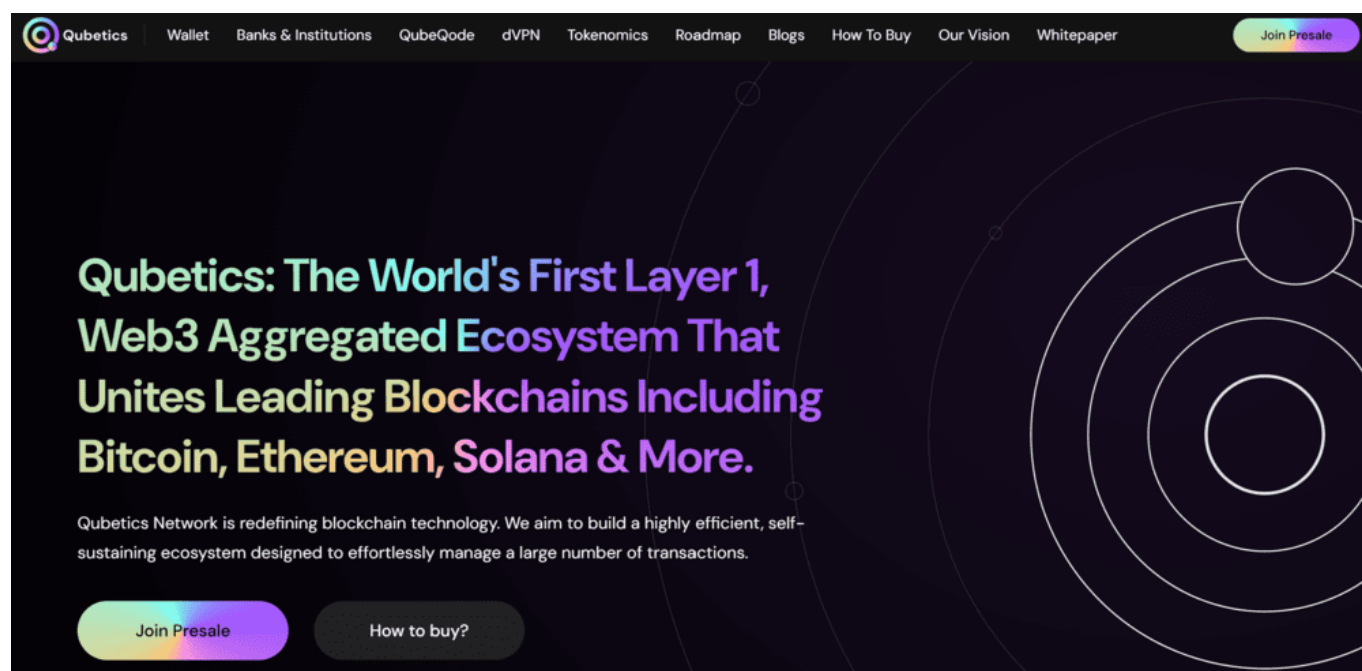 Qubetics Wallet Banks & Institutions QubeQode dVPN Tokenomics Roadmap Blogs How To Buy Our Vision Whitepaper Join Presale
Qubetics: The World's First Layer 1,
Web3 Aggregated Ecosystem That
Unites Leading Blockchains Including
Bitcoin, Ethereum, Solana & More.
Qubetics Network is redefining blockchain technology. We aim to build a highly efficient, self-
sustaining ecosystem designed to effortlessly manage a large number of transactions.
Join Presale How to buy?